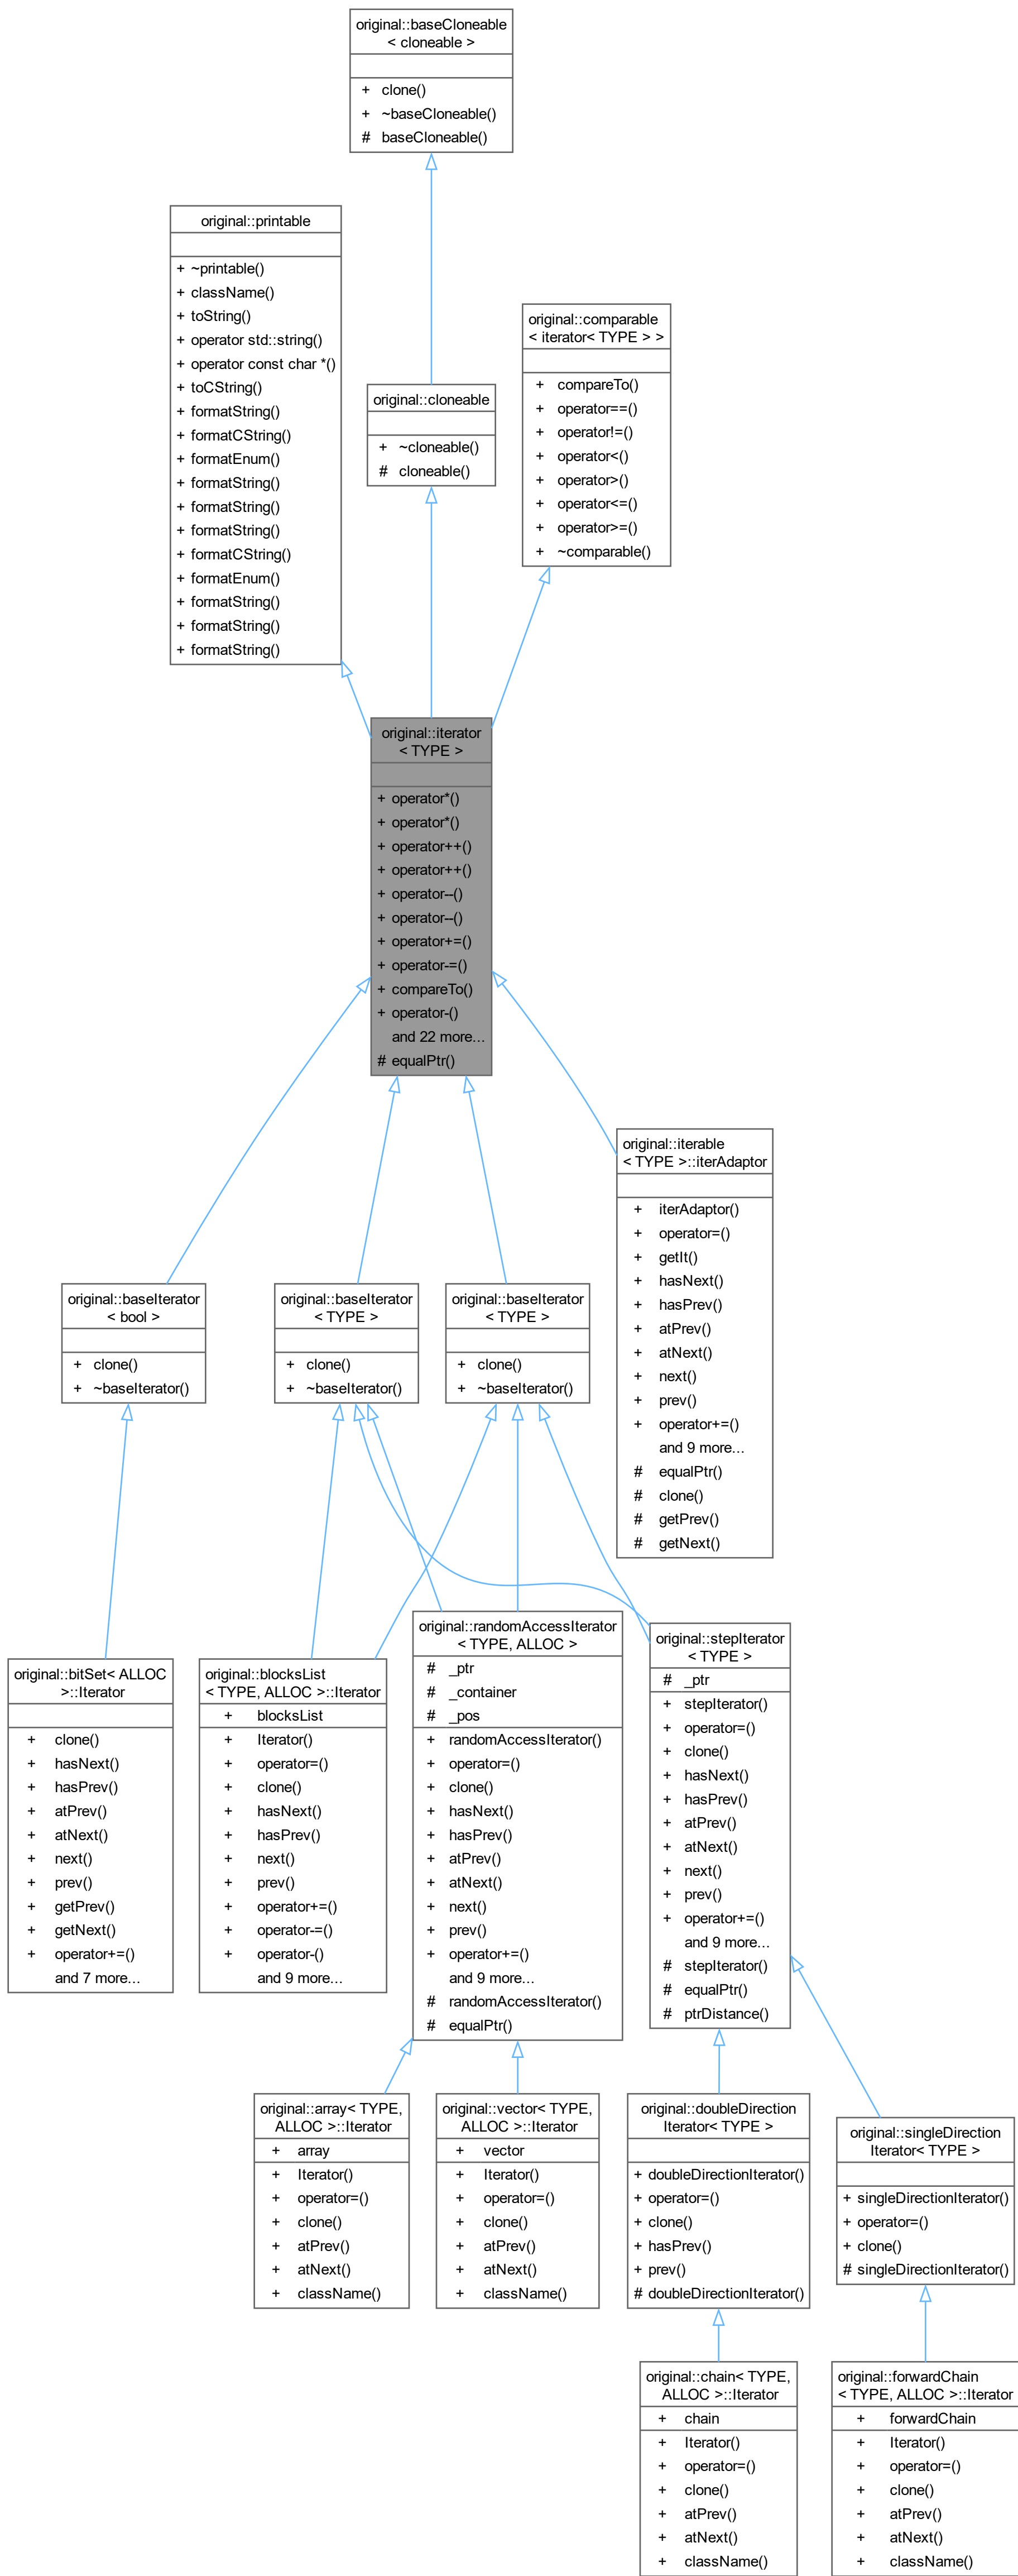 original::baseCloneable
< cloneable >
+ clone()
+ ~baseCloneable()
# baseCloneable()
original::printable
+ ~printable()
+ className()
+ toString()
+ operator std::string()
+ operator const char *()
+ toCString()
+ formatString()
+ formatCString()
+ formatEnum()
+ formatString()
+ formatString()
+ formatString()
+ formatCString()
+ formatEnum()
+ formatString()
+ formatString()
+ formatString()
original::cloneable
+ ~cloneable()
# cloneable()
original::comparable
< iterator< TYPE > >
+ compareTo()
+ operator==()
+ operator!=()
+ operator<()
+ operator>()
+ operator<=()
+ operator>=()
+ ~comparable()
original::iterator
< TYPE >
+ operator*()
+ operator*()
+ operator++()
+ operator++()
+ operator--()
+ operator--()
+ operator+=()
+ operator-=()
+ compareTo()
+ operator-()
and 22 more...
# equalPtr()
original::iterable
< TYPE >::iterAdaptor
+ iterAdaptor()
+ operator=()
+ getIt()
+ hasNext()
+ hasPrev()
+ atPrev()
+ atNext()
+ next()
+ prev()
+ operator+=()
and 9 more...
# equalPtr()
# clone()
# getPrev()
# getNext()
original::baseIterator
< bool >
+ clone()
+ ~baseIterator()
original::baseIterator
< TYPE >
+ clone()
+ ~baseIterator()
original::baseIterator
< TYPE >
+ clone()
+ ~baseIterator()
original::bitSet< ALLOC
>::Iterator
+ clone()
+ hasNext()
+ hasPrev()
+ atPrev()
+ atNext()
+ next()
+ prev()
+ getPrev()
+ getNext()
+ operator+=()
and 7 more...
original::blocksList
< TYPE, ALLOC >::Iterator
+ blocksList
+ Iterator()
+ operator=()
+ clone()
+ hasNext()
+ hasPrev()
+ next()
+ prev()
+ operator+=()
+ operator-=()
+ operator-()
and 9 more...
original::randomAccessIterator
< TYPE, ALLOC >
# _ptr
# _container
# _pos
+ randomAccessIterator()
+ operator=()
+ clone()
+ hasNext()
+ hasPrev()
+ atPrev()
+ atNext()
+ next()
+ prev()
+ operator+=()
and 9 more...
# randomAccessIterator()
# equalPtr()
original::stepIterator
< TYPE >
# _ptr
+ stepIterator()
+ operator=()
+ clone()
+ hasNext()
+ hasPrev()
+ atPrev()
+ atNext()
+ next()
+ prev()
+ operator+=()
and 9 more...
# stepIterator()
# equalPtr()
# ptrDistance()
original::array< TYPE,
ALLOC >::Iterator
+ array
+ Iterator()
+ operator=()
+ clone()
+ atPrev()
+ atNext()
+ className()
original::vector< TYPE,
ALLOC >::Iterator
+ vector
+ Iterator()
+ operator=()
+ clone()
+ atPrev()
+ atNext()
+ className()
original::doubleDirection
Iterator< TYPE >
+ doubleDirectionIterator()
+ operator=()
+ clone()
+ hasPrev()
+ prev()
# doubleDirectionIterator()
original::singleDirection
Iterator< TYPE >
+ singleDirectionIterator()
+ operator=()
+ clone()
# singleDirectionIterator()
original::chain< TYPE,
ALLOC >::Iterator
+ chain
+ Iterator()
+ operator=()
+ clone()
+ atPrev()
+ atNext()
+ className()
original::forwardChain
< TYPE, ALLOC >::Iterator
+ forwardChain
+ Iterator()
+ operator=()
+ clone()
+ atPrev()
+ atNext()
+ className()